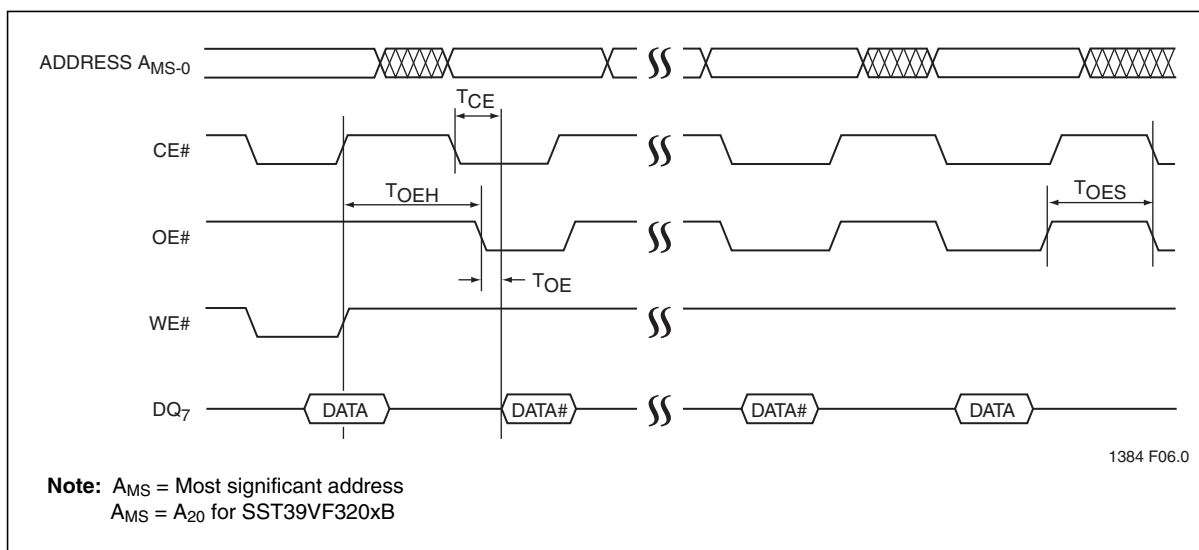 ADDRESS AMS-0
TCE
CE#
TOEH
TOES
OE#
TOE
WE#
DQ7
DATA
DATA#
DATA#
DATA
1384 F06.0
Note: AMS = Most significant address
AMS = A20 for SST39VF320xB